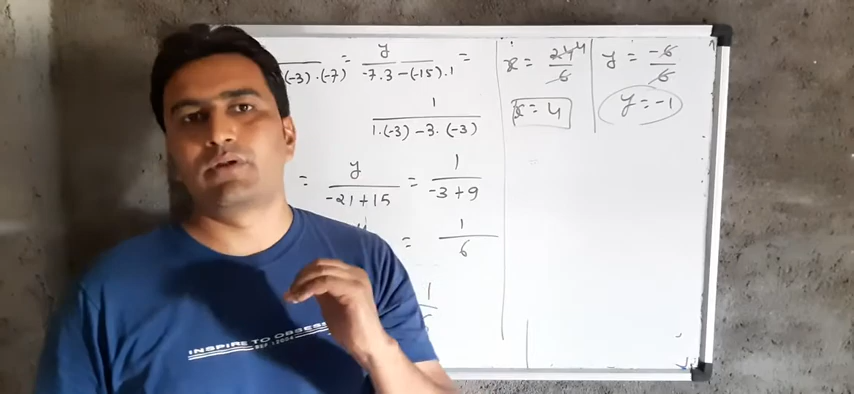 (-3)·(-7) = y / -7.3 -(-15).1 =
1 / 1·(-3) -3·(-3)
= y / -21+15 = 1 / -3+9
= 1 / 6
1
x = 24 4 / 6
x = 4
y = -6 / 6
y = -1
INSPIRE TO OBSESS